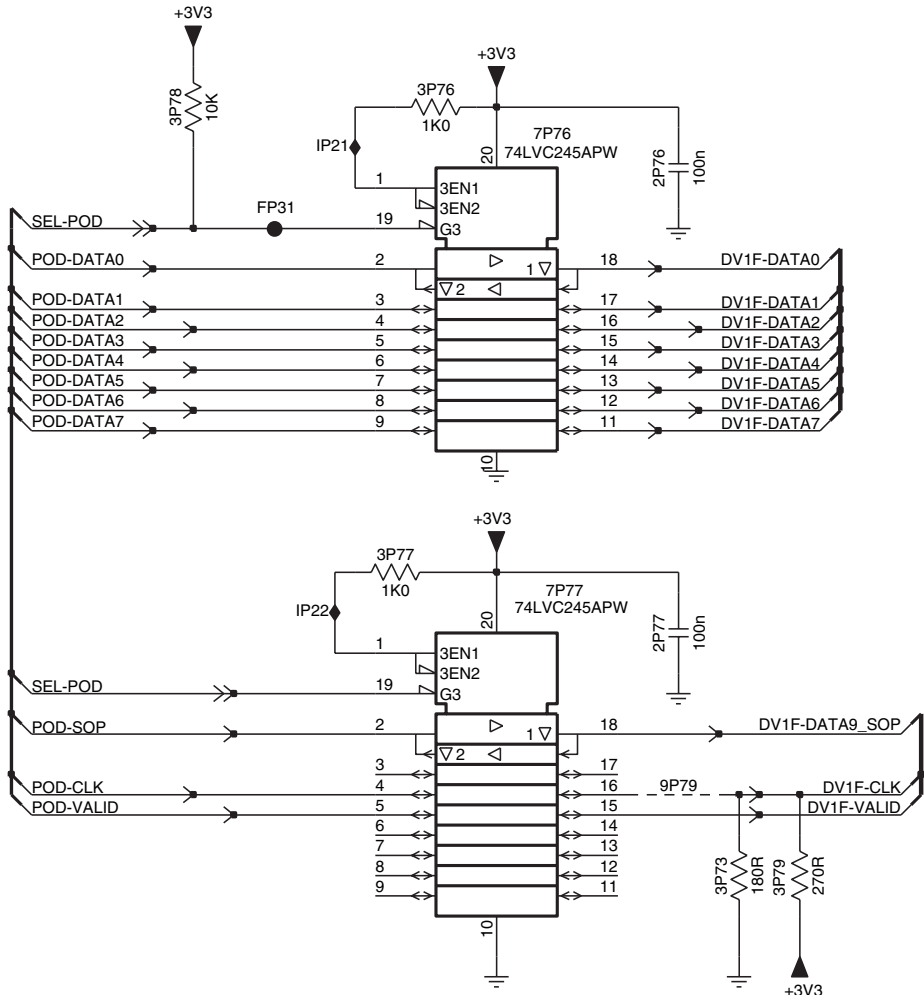 +3V3
3P78
10K
+3V3
3P76
1K0
IP21
7P76
74LVC245APW
2P76
100n
20
1
3EN1
3EN2
G3
SEL-POD
FP31
19
POD-DATA0
2
1
18
DV1F-DATA0
2
POD-DATA1
3
17
DV1F-DATA1
POD-DATA2
4
16
DV1F-DATA2
POD-DATA3
5
15
DV1F-DATA3
POD-DATA4
6
14
DV1F-DATA4
POD-DATA5
7
13
DV1F-DATA5
POD-DATA6
8
12
DV1F-DATA6
POD-DATA7
9
11
DV1F-DATA7
10
+3V3
3P77
1K0
IP22
7P77
74LVC245APW
2P77
100n
20
1
3EN1
3EN2
G3
SEL-POD
19
POD-SOP
2
1
18
DV1F-DATA9_SOP
2
3
17
POD-CLK
4
16
9P79
DV1F-CLK
POD-VALID
5
15
DV1F-VALID
6
14
7
13
8
12
9
11
3P73
180R
3P79
270R
10
+3V3